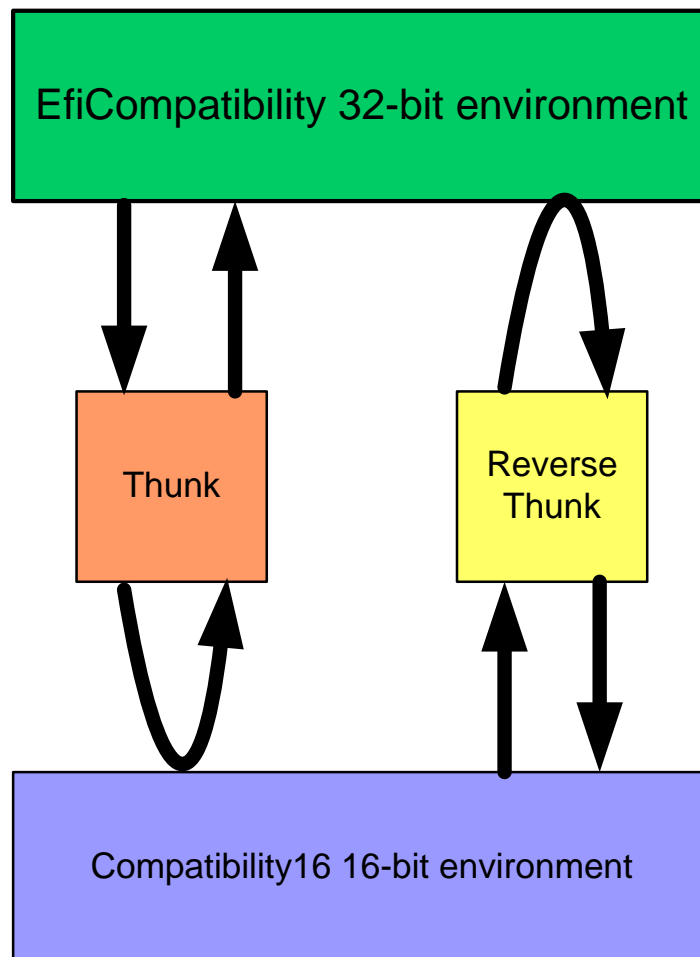 EfiCompatibility 32-bit environment
Thunk
Reverse
Thunk
Compatibility16 16-bit environment